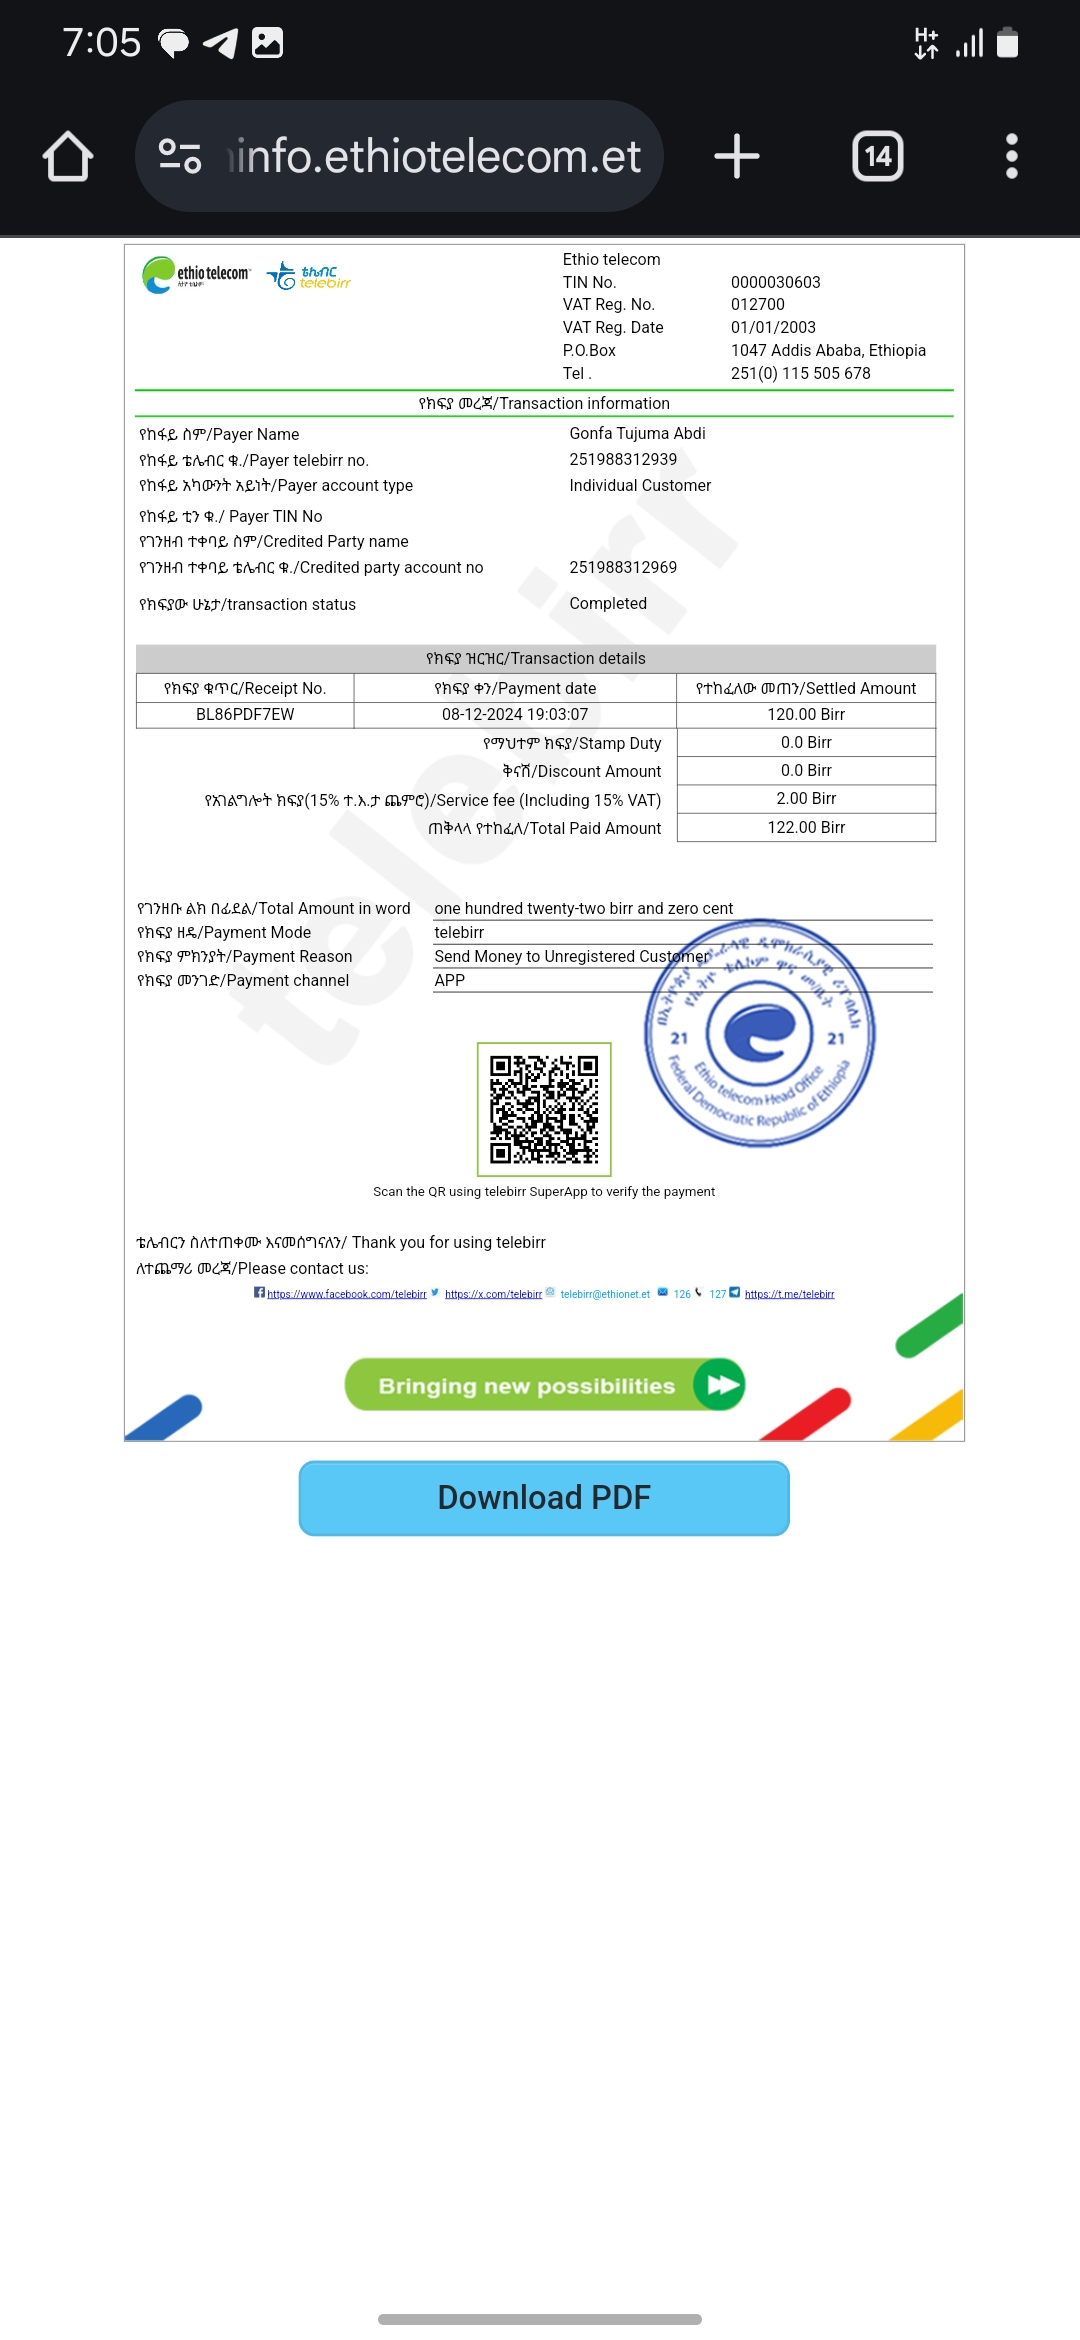 7:05
H+
info.ethiotelecom.et
14
ethio telecom
ኢትዮ ቴሌኮም
ቴሌብር
telebirr
Ethio telecom
TIN No. 0000030603
VAT Reg. No. 012700
VAT Reg. Date 01/01/2003
P.O.Box 1047 Addis Ababa, Ethiopia
Tel . 251(0) 115 505 678
የክፍያ መረጃ/Transaction information
የከፋይ ስም/Payer Name Gonfa Tujuma Abdi
የከፋይ ቴሌብር ቁ./Payer telebirr no. 251988312939
የከፋይ አካውንት አይነት/Payer account type Individual Customer
የከፋይ ቲን ቁ./ Payer TIN No
የገንዘብ ተቀባይ ስም/Credited Party name
የገንዘብ ተቀባይ ቴሌብር ቁ./Credited party account no 251988312969
የክፍያው ሁኔታ/transaction status Completed
telebirr
የክፍያ ዝርዝር/Transaction details
የክፍያ ቁጥር/Receipt No. የክፍያ ቀን/Payment date የተከፈለው መጠን/Settled Amount
BL86PDF7EW 08-12-2024 19:03:07 120.00 Birr
የማህተም ክፍያ/Stamp Duty 0.0 Birr
ቅናሽ/Discount Amount 0.0 Birr
የአገልግሎት ክፍያ(15% ተ.እ.ታ ጨምሮ)/Service fee (Including 15% VAT) 2.00 Birr
ጠቅላላ የተከፈለ/Total Paid Amount 122.00 Birr
የገንዘቡ ልክ በፊደል/Total Amount in word one hundred twenty-two birr and zero cent
የክፍያ ዘዴ/Payment Mode telebirr
የክፍያ ምክንያት/Payment Reason Send Money to Unregistered Customer
የክፍያ መንገድ/Payment channel APP
በኢትዮጵያ ፌዴራላዊ ዲሞክራሲያዊ ሪፐብሊክ
የኢትዮ ቴሌኮም ዋና መ/ቤት
21 21
Ethio telecom Head Office
Federal Democratic Republic of Ethiopia
Scan the QR using telebirr SuperApp to verify the payment
ቴሌብርን ስለተጠቀሙ እናመሰግናለን/ Thank you for using telebirr
ለተጨማሪ መረጃ/Please contact us:
https://www.facebook.com/telebirr https://x.com/telebirr telebirr@ethionet.et 126 127 https://t.me/telebirr
Bringing new possibilities
Download PDF